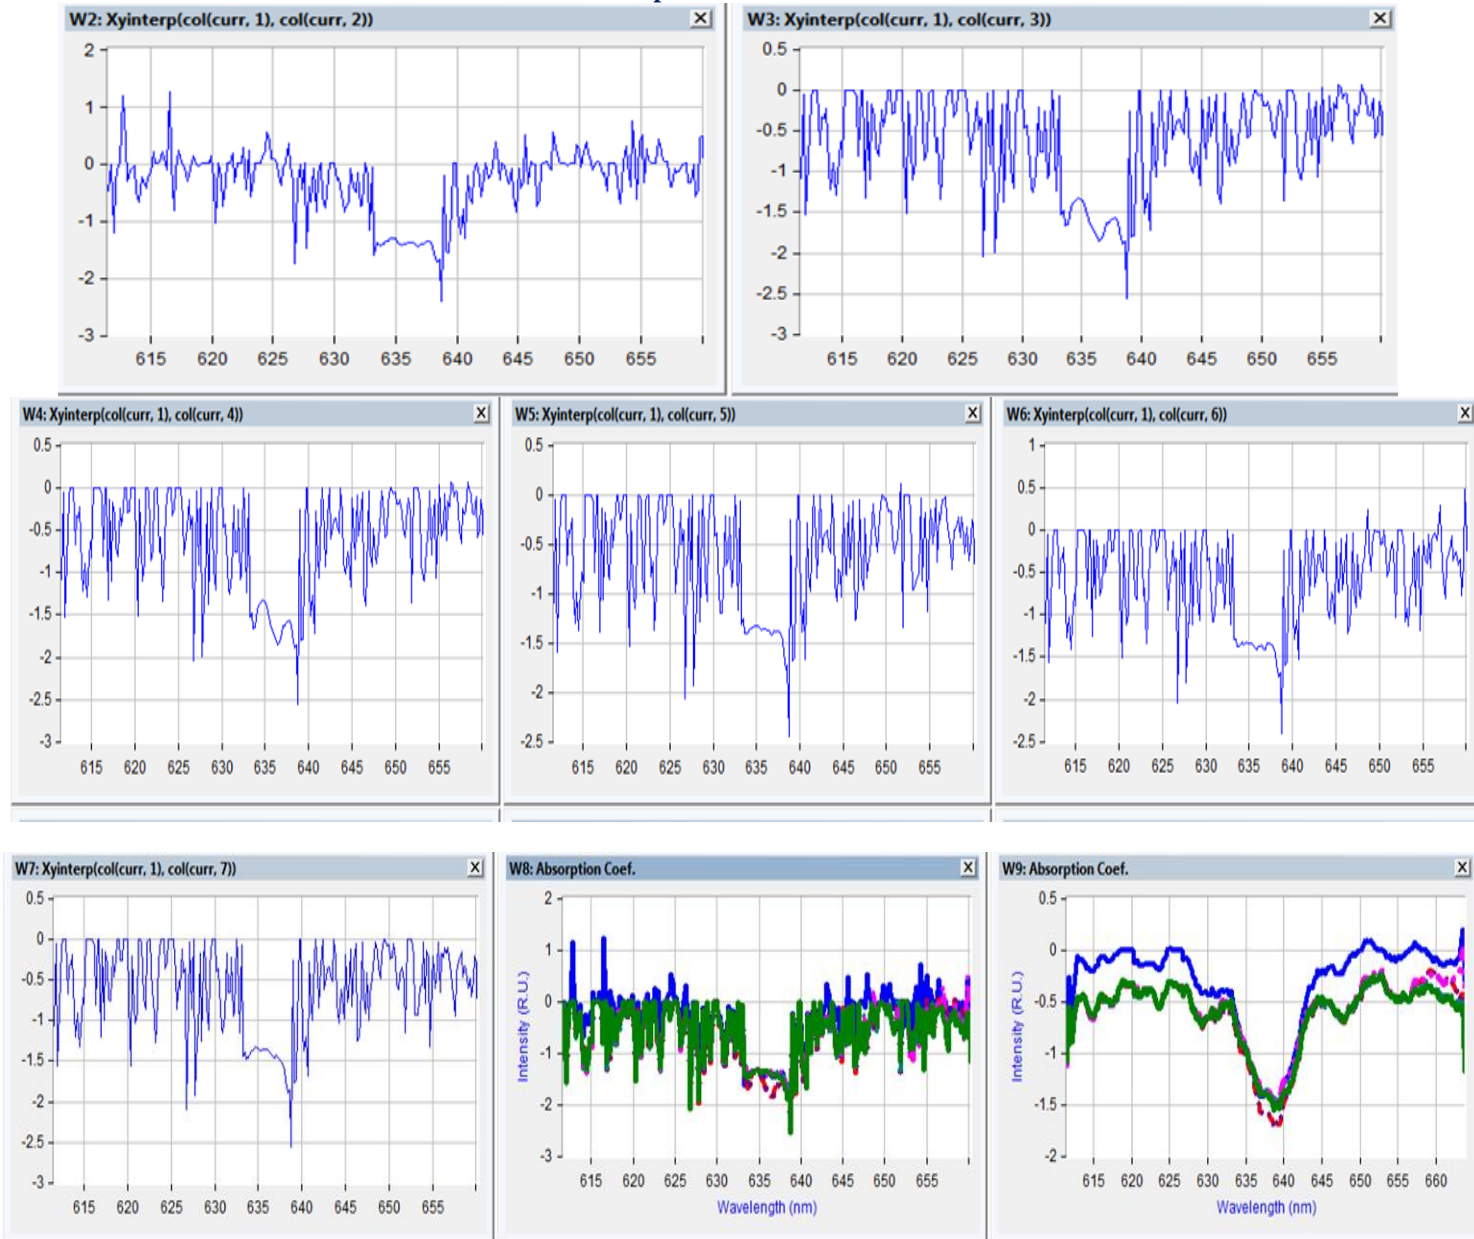 W2: Xyinterp(col(curr, 1), col(curr, 2))
2
1
0
-1
-2
-3
615 620 625 630 635 640 645 650 655
W3: Xyinterp(col(curr, 1), col(curr, 3))
0.5
0
-0.5
-1
-1.5
-2
-2.5
-3
615 620 625 630 635 640 645 650 655
W4: Xyinterp(col(curr, 1), col(curr, 4))
0.5
0
-0.5
-1
-1.5
-2
-2.5
-3
615 620 625 630 635 640 645 650 655
W5: Xyinterp(col(curr, 1), col(curr, 5))
0.5
0
-0.5
-1
-1.5
-2
-2.5
615 620 625 630 635 640 645 650 655
W6: Xyinterp(col(curr, 1), col(curr, 6))
1
0.5
0
-0.5
-1
-1.5
-2
-2.5
615 620 625 630 635 640 645 650 655
W7: Xyinterp(col(curr, 1), col(curr, 7))
0.5
0
-0.5
-1
-1.5
-2
-2.5
-3
615 620 625 630 635 640 645 650 655
W8: Absorption Coef.
Intensity (R.U.)
2
1
0
-1
-2
-3
615 620 625 630 635 640 645 650 655
Wavelength (nm)
W9: Absorption Coef.
Intensity (R.U.)
0.5
0
-0.5
-1
-1.5
-2
615 620 625 630 635 640 645 650 655 660
Wavelength (nm)